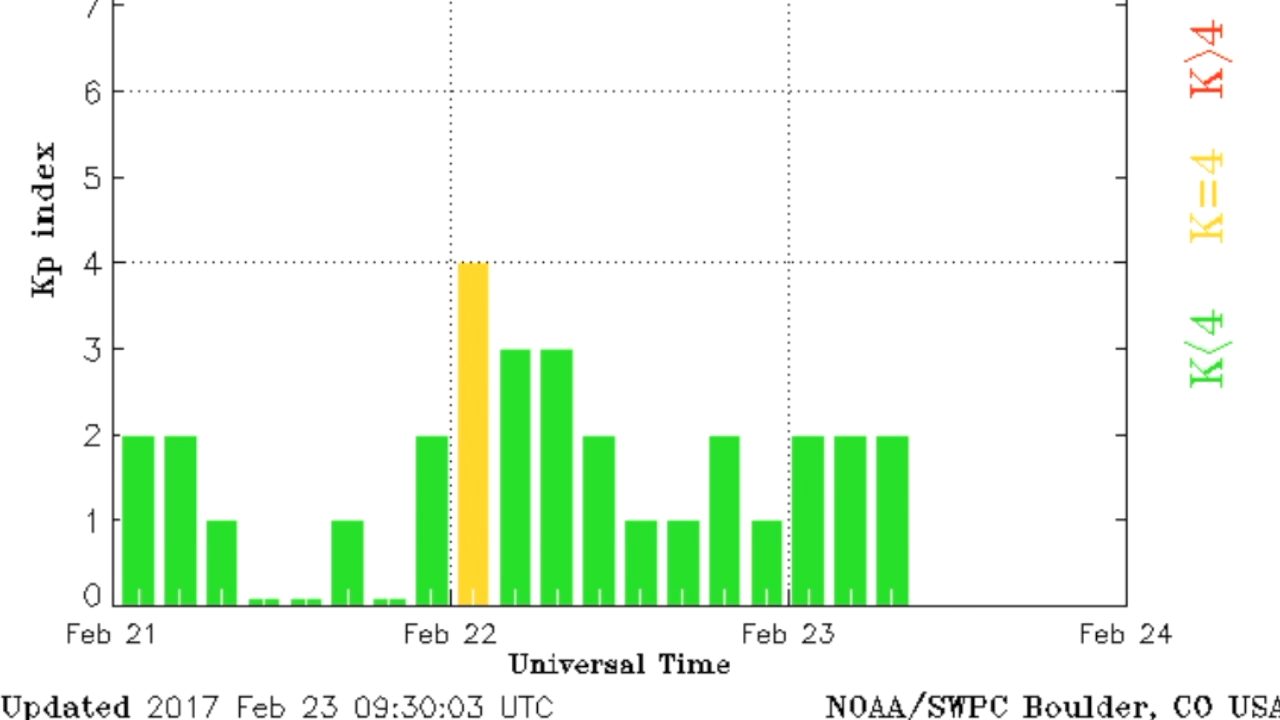 7
6
5
4
3
2
1
0
Kp index
Feb 21 Feb 22 Feb 23 Feb 24
Universal Time
K>4
K=4
K<4
Updated 2017 Feb 23 09:30:03 UTC
NOAA/SWPC Boulder, CO USA